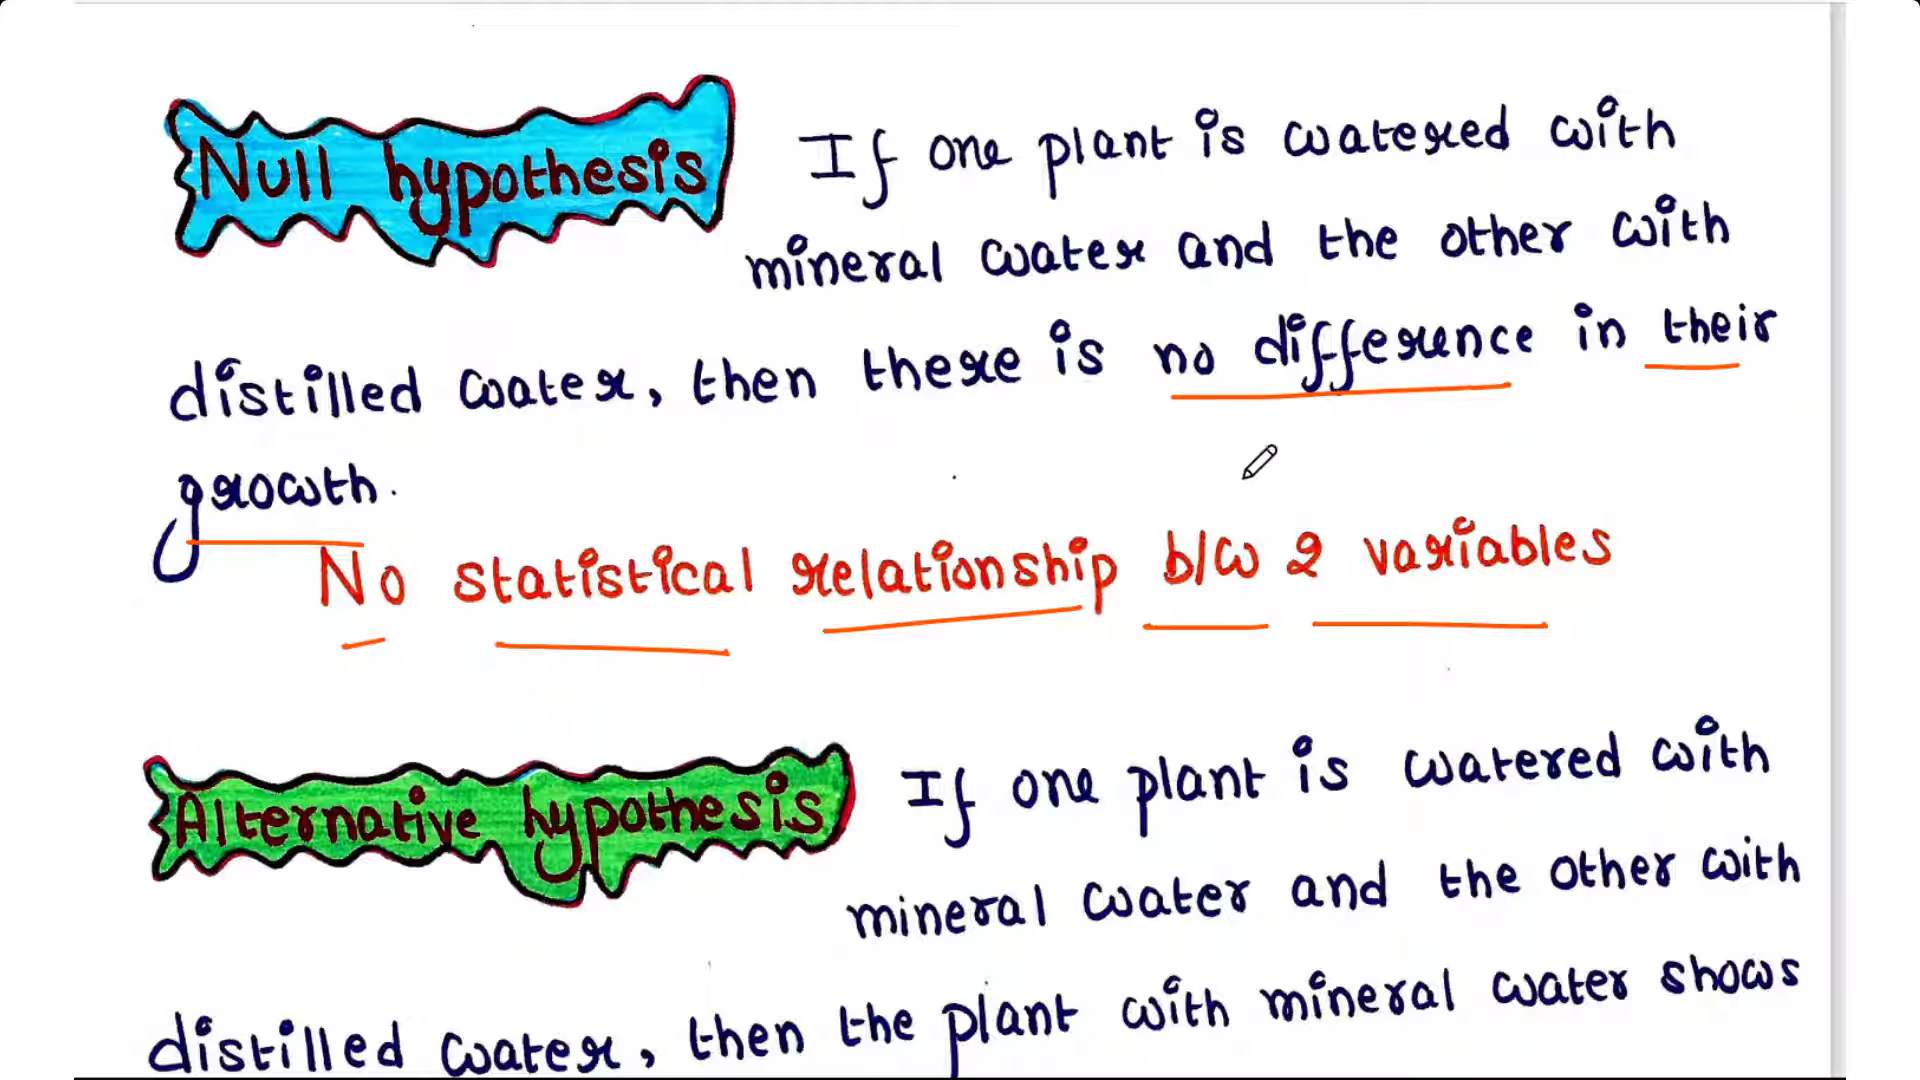 Null hypothesis If one plant is watered with
mineral water and the other with
distilled water, then there is no difference in their
growth.
No statistical relationship b/w 2 variables
Alternative hypothesis If one plant is watered with
mineral water and the other with
distilled water, then the plant with mineral water shows